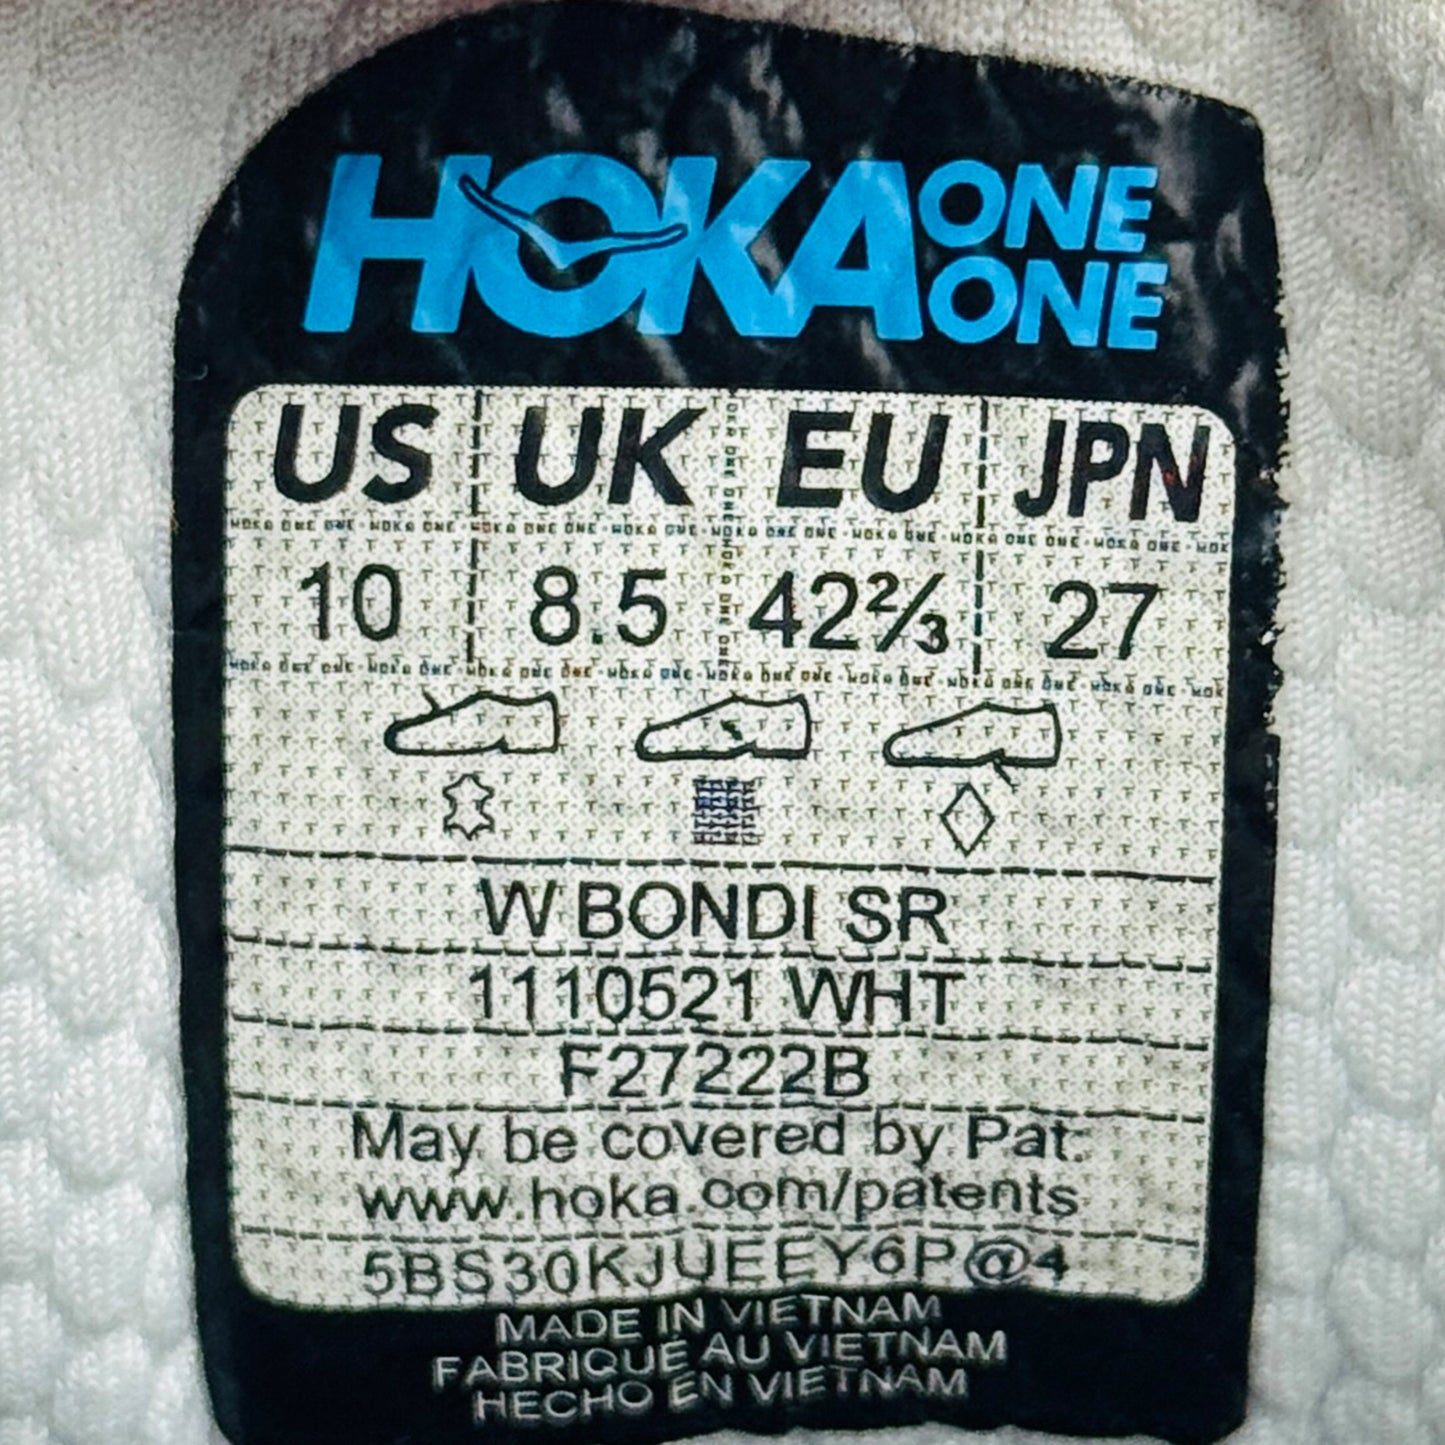 HOKA ONE ONE
US UK EU JPN
10 8.5 42⅔ 27
W BONDI SR
1110521 WHT
F27222B
May be covered by Pat:
www.hoka.com/patents
5BS30KJUEEY6P@4
MADE IN VIETNAM
FABRIQUÉ AU VIETNAM
HECHO EN VIETNAM